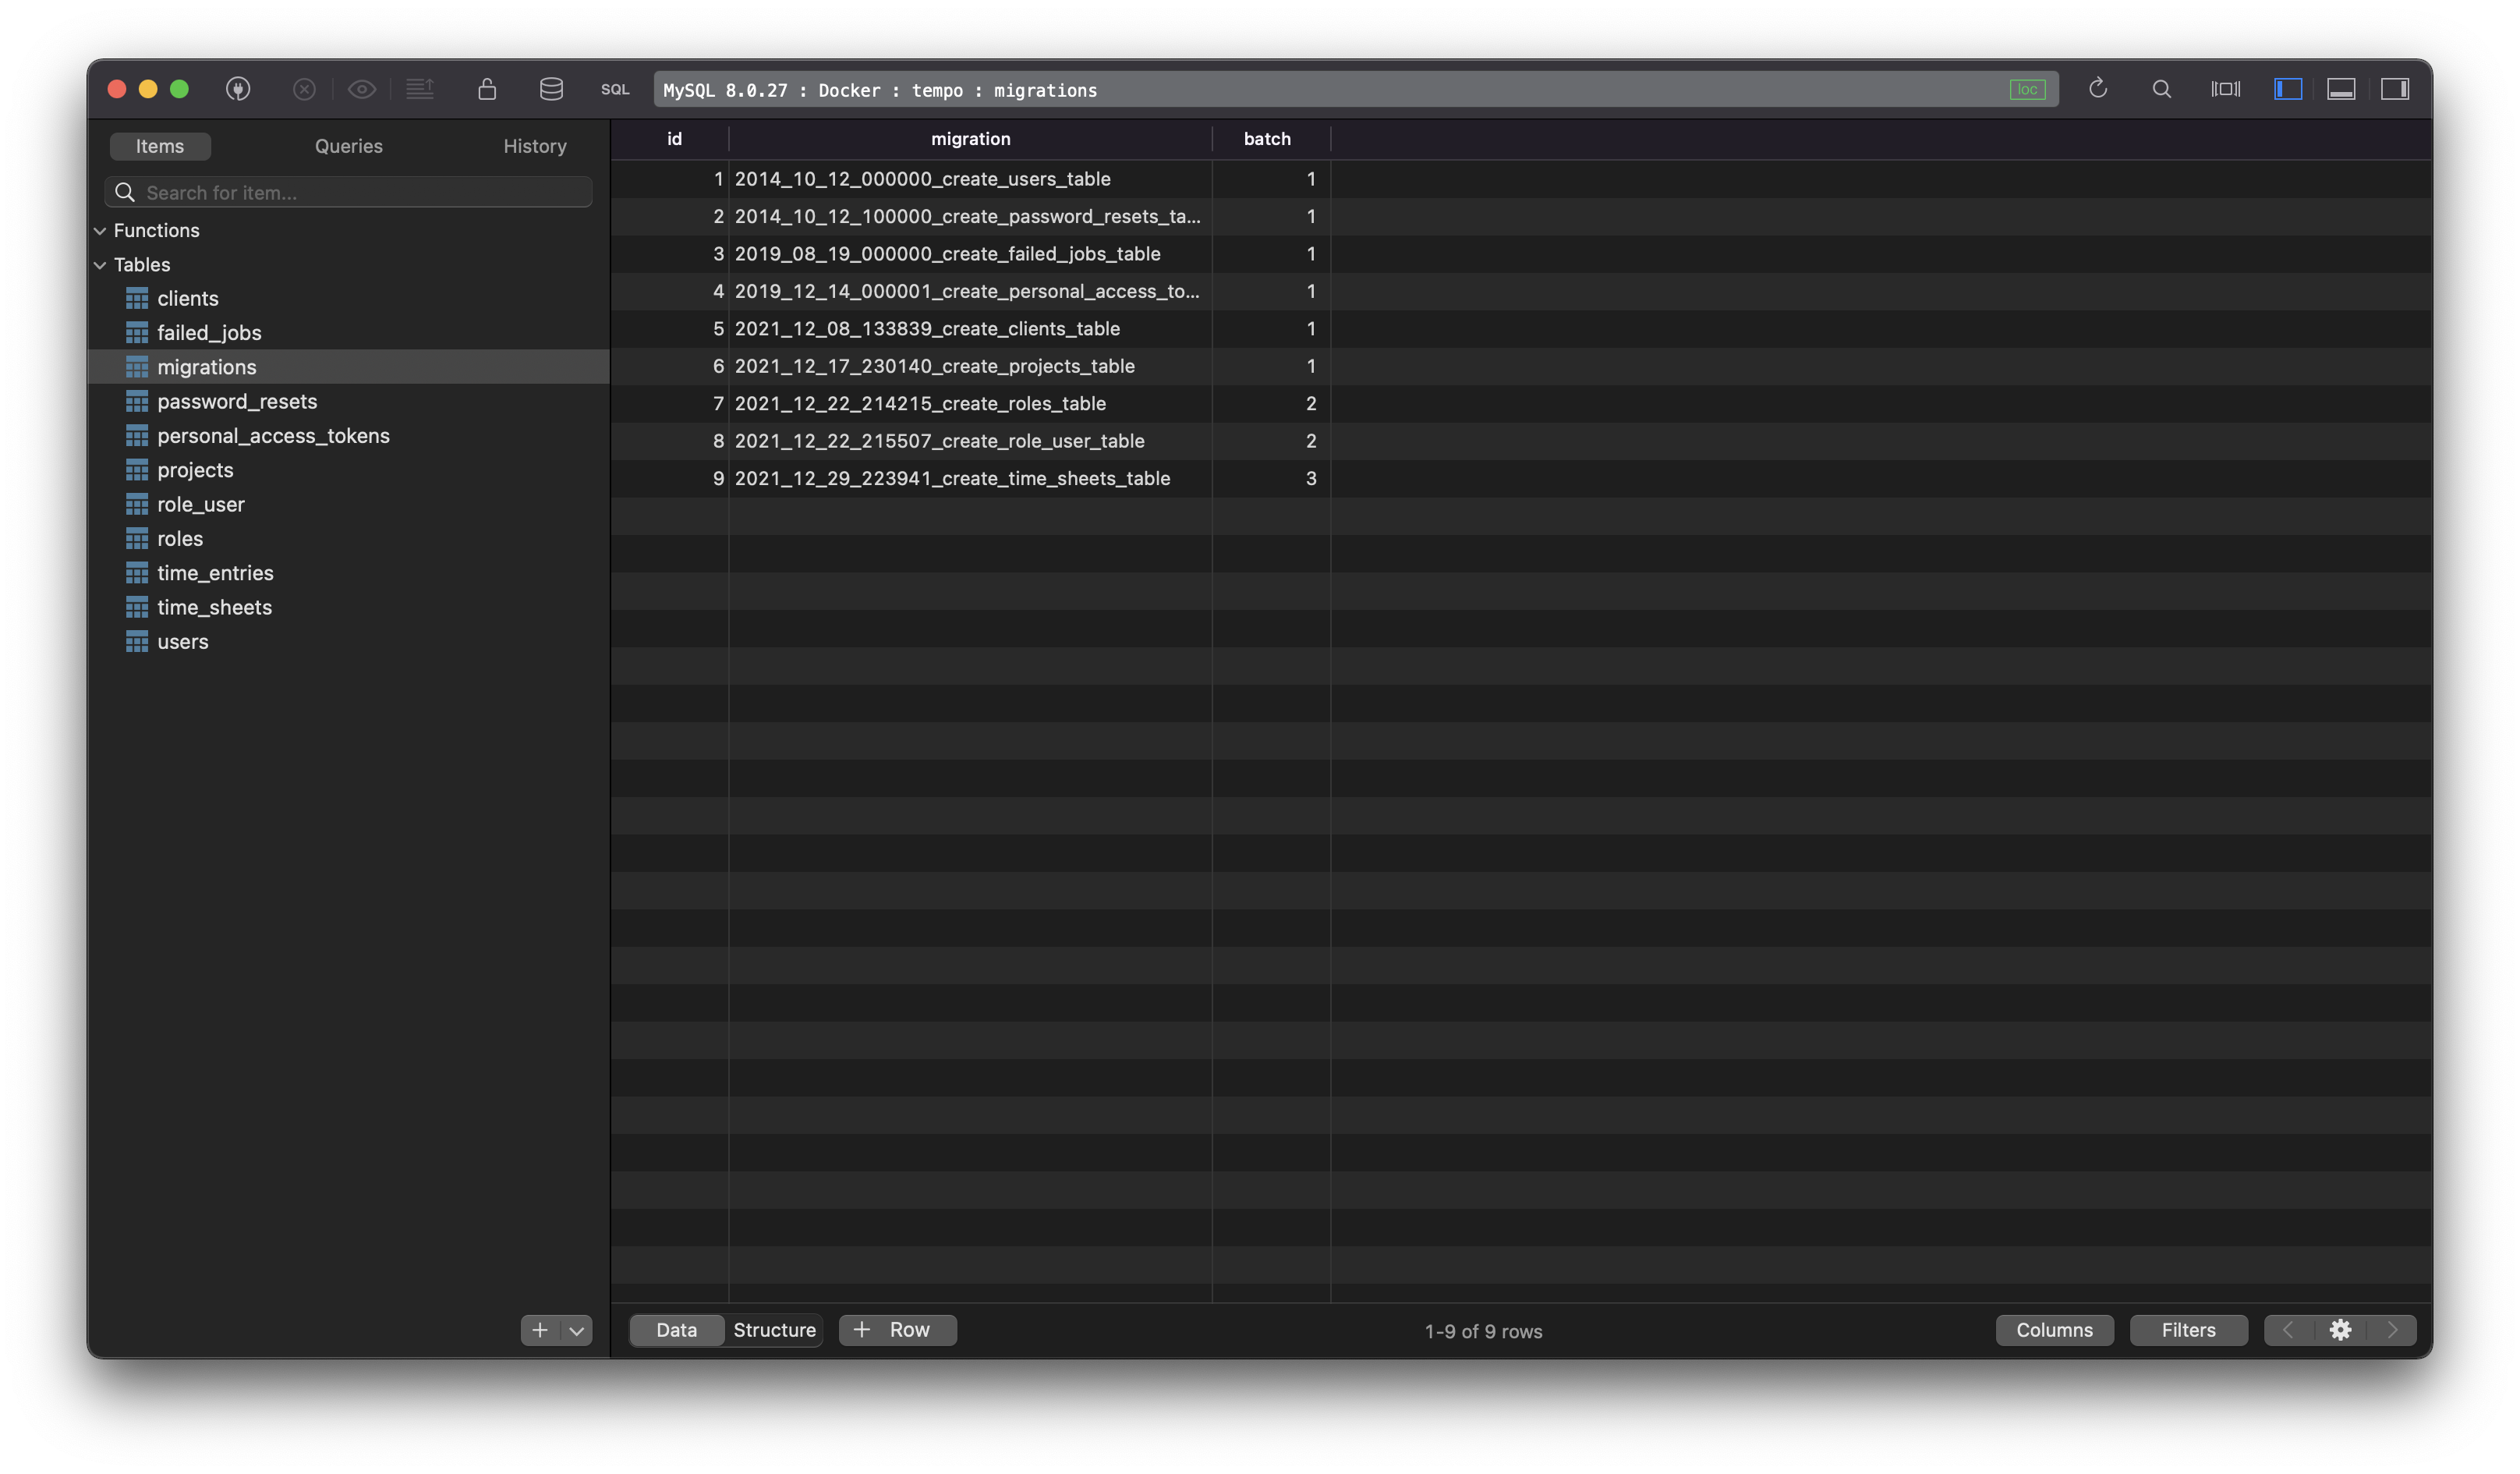 SQL MySQL 8.0.27 : Docker : tempo : migrations loc
Items Queries History
Search for item...
Functions
Tables
clients
failed_jobs
migrations
password_resets
personal_access_tokens
projects
role_user
roles
time_entries
time_sheets
users
id migration batch
1 2014_10_12_000000_create_users_table 1
2 2014_10_12_100000_create_password_resets_ta... 1
3 2019_08_19_000000_create_failed_jobs_table 1
4 2019_12_14_000001_create_personal_access_to... 1
5 2021_12_08_133839_create_clients_table 1
6 2021_12_17_230140_create_projects_table 1
7 2021_12_22_214215_create_roles_table 2
8 2021_12_22_215507_create_role_user_table 2
9 2021_12_29_223941_create_time_sheets_table 3
Data Structure + Row 1-9 of 9 rows Columns Filters